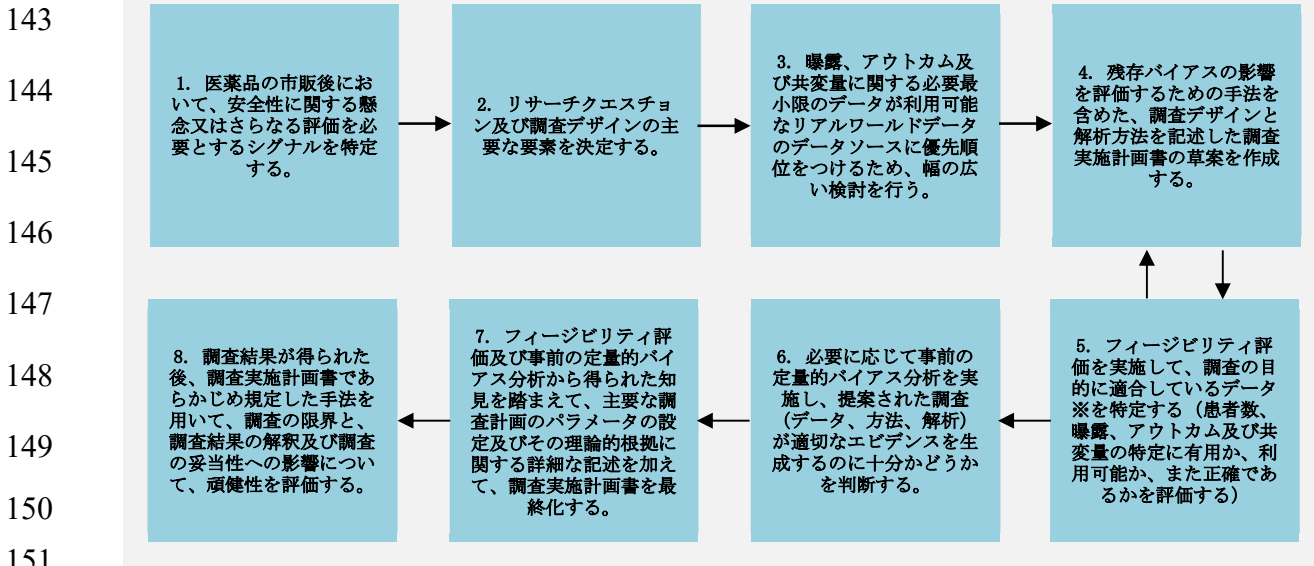 143
144
145
146
147
148
149
150
151
1. 医薬品の市販後にお
いて、安全性に関する懸
念又はさらなる評価を必
要とするシグナルを特定
する。
2. リサーチクエスチョ
ン及び調査デザインの主
要な要素を決定する。
3. 曝露、アウトカム及
び共変量に関する必要最
小限のデータが利用可能
なリアルワールドデータ
のデータソースに優先順
位をつけるため、幅の広
い検討を行う。
4. 残存バイアスの影響
を評価するための手法を
含めた、調査デザインと
解析方法を記述した調査
実施計画書の草案を作成
する。
5. フィージビリティ評
価を実施して、調査の目
的に適合しているデータ
※を特定する（患者数、
曝露、アウトカム及び共
変量の特定に有用か、利
用可能か、また正確であ
るかを評価する）
6. 必要に応じて事前の
定量的バイアス分析を実
施し、提案された調査
（データ、方法、解析）
が適切なエビデンスを生
成するのに十分かどうか
を判断する。
7. フィージビリティ評
価及び事前の定量的バイ
アス分析から得られた知
見を踏まえて、主要な調
査計画のパラメータの設
定及びその理論的根拠に
関する詳細な記述を加え
て、調査実施計画書を最
終化する。
8. 調査結果が得られた
後、調査実施計画書であ
らかじめ規定した手法を
用いて、調査の限界と、
調査結果の解釈及び調査
の妥当性への影響につい
て、頑健性を評価する。